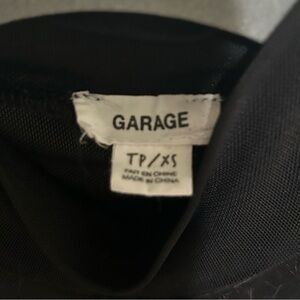 GARAGE
TP/XS
FAIT EN CHINE
MADE IN CHINA